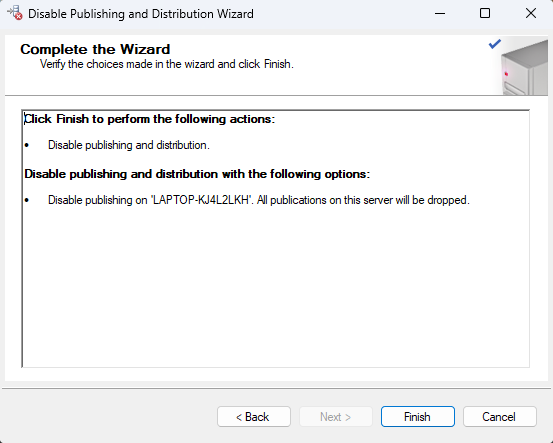 Disable Publishing and Distribution Wizard
Complete the Wizard
Verify the choices made in the wizard and click Finish.
Click Finish to perform the following actions:
• Disable publishing and distribution.
Disable publishing and distribution with the following options:
• Disable publishing on 'LAPTOP-KJ4L2LKH'. All publications on this server will be dropped.
< Back
Next >
Finish
Cancel